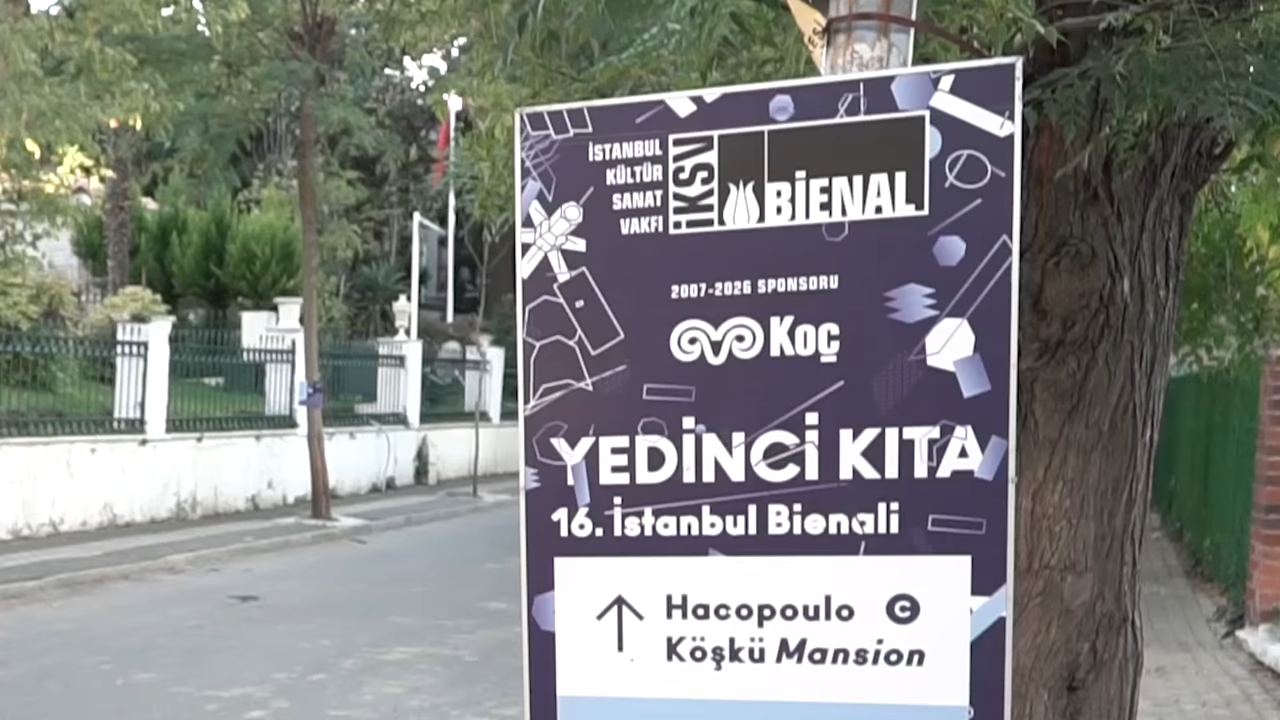 İSTANBUL
KÜLTÜR
SANAT
VAKFI
İKSV
BİENAL
2007-2026 SPONSORU
Koç
YEDİNCİ KITA
16. İstanbul Bienali
Hacopoulo C
Köşkü Mansion